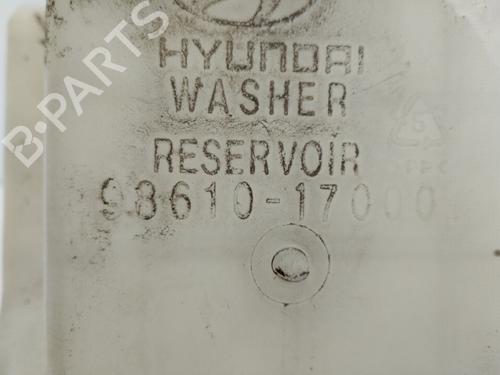 B-PARTS
HYUNDAI
WASHER
RESERVOIR
98610-17000